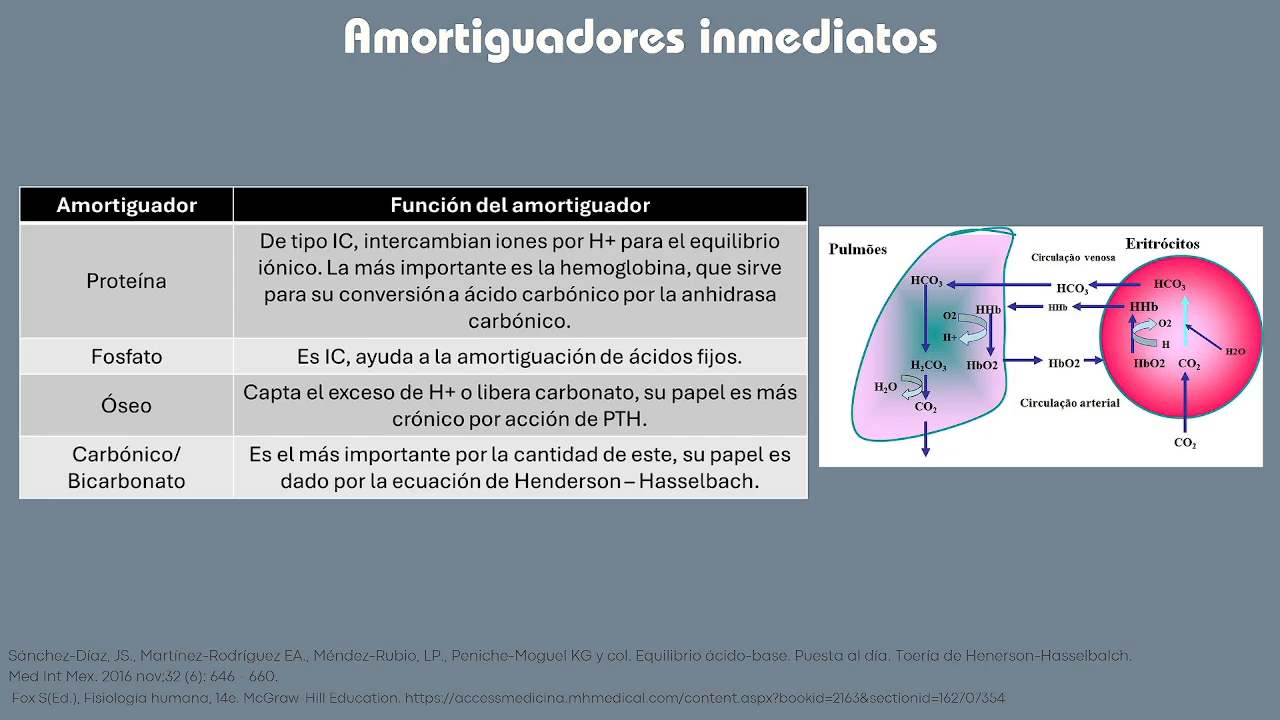 Amortiguadores inmediatos
Amortiguador
Función del amortiguador
Proteína
De tipo IC, intercambian iones por H+ para el equilibrio
iónico. La más importante es la hemoglobina, que sirve
para su conversión a ácido carbónico por la anhidrasa
carbónico.
Fosfato
Es IC, ayuda a la amortiguación de ácidos fijos.
Óseo
Capta el exceso de H+ o libera carbonato, su papel es más
crónico por acción de PTH.
Carbónico/
Bicarbonato
Es el más importante por la cantidad de este, su papel es
dado por la ecuación de Henderson – Hasselbach.
Pulmões
Circulação venosa
Eritrócitos
HCO3
HCO3
HCO3
HHb
HHb
HHb
O2
H+
O2
H
H2O
H2CO3
HbO2
HbO2
HbO2
CO2
H2O
CO2
Circulação arterial
CO2
Sánchez-Díaz, JS., Martínez-Rodríguez EA., Méndez-Rubio, LP., Peniche-Moguel KG y col. Equilibrio ácido-base. Puesta al día. Toería de Henerson-Hasselbalch.
Med Int Mex. 2016 nov;32 (6): 646 - 660.
Fox S(Ed.), Fisiología humana, 14e. McGraw-Hill Education. https://accessmedicina.mhmedical.com/content.aspx?bookid=2163&sectionid=162707354